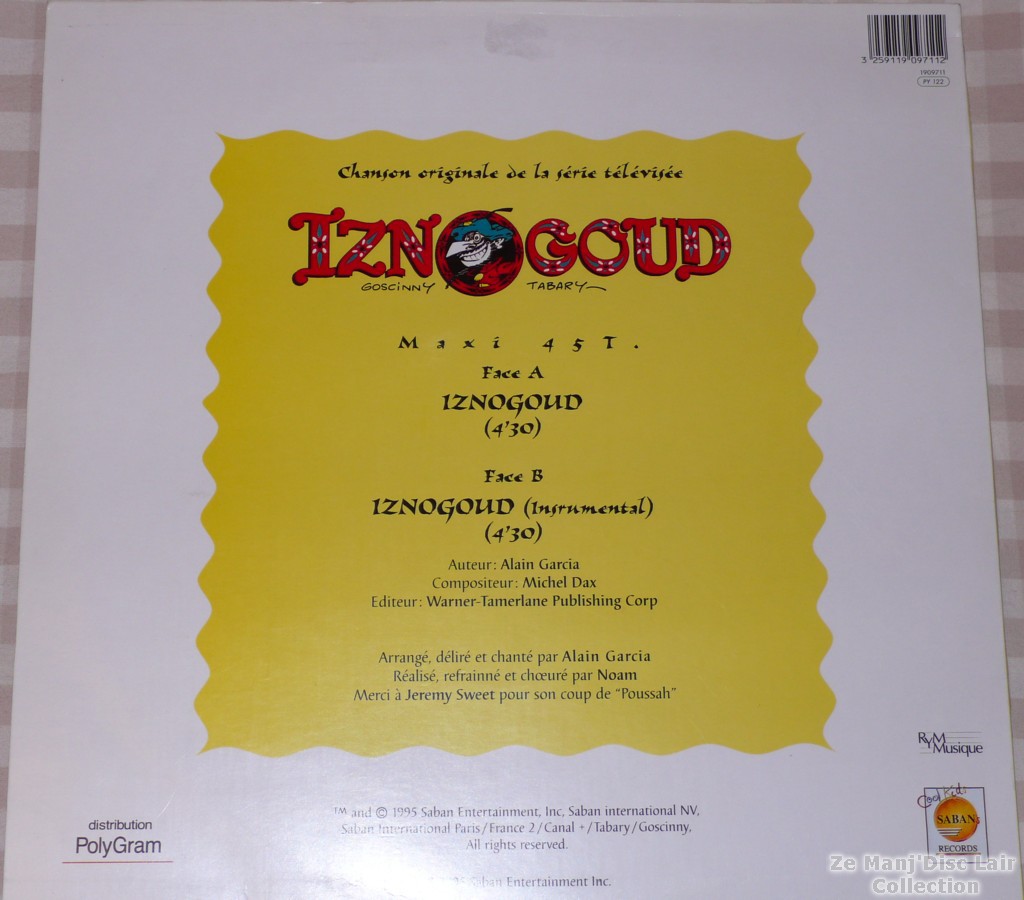 3 259119 097112
1909711
PY 122
Chanson originale de la série télévisée
IZNOGOUD
GOSCINNY TABARY
Maxi 45T.
Face A
IZNOGOUD
(4'30)
Face B
IZNOGOUD (Insrumental)
(4'30)
Auteur: Alain Garcia
Compositeur: Michel Dax
Editeur: Warner-Tamerlane Publishing Corp
Arrangé, déliré et chanté par Alain Garcia
Réalisé, refrainné et chœuré par Noam
Merci à Jeremy Sweet pour son coup de "Poussah"
RYM
Musique
TM and © 1995 Saban Entertainment, Inc, Saban international NV,
Saban International Paris/France 2/Canal +/Tabary/Goscinny,
All rights reserved.
Saban Entertainment Inc.
distribution
PolyGram
Cool Kids
SABAN
RECORDS
Ze Manj'Disc Lair
Collection